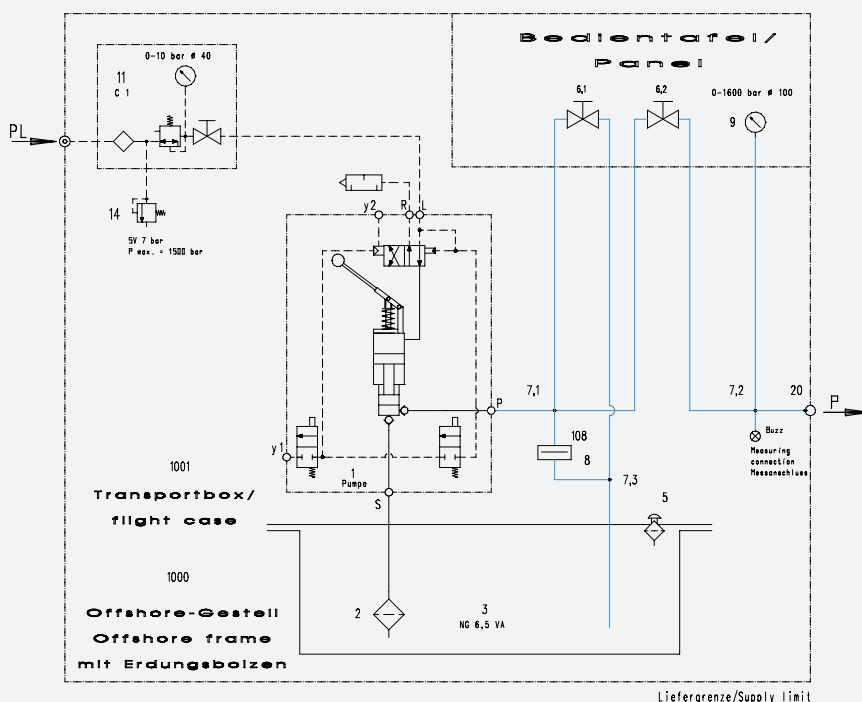 Bedientafel/
Panel
0-10 bar ø 40
11
C 1
6,1
6,2
0-1600 bar ø 100
9
PL
14
SV 7 bar
P max. = 1500 bar
y2
R
L
P
7,1
7,2
20
P
Buzz
Measuring
connection
Messanschluss
108
8
7,3
y1
1
Pumpe
S
5
1001
Transportbox/
flight case
1000
Offshore-Gestell
Offshore frame
mit Erdungsbolzen
2
3
NG 6,5 VA
Liefergrenze/Supply limit